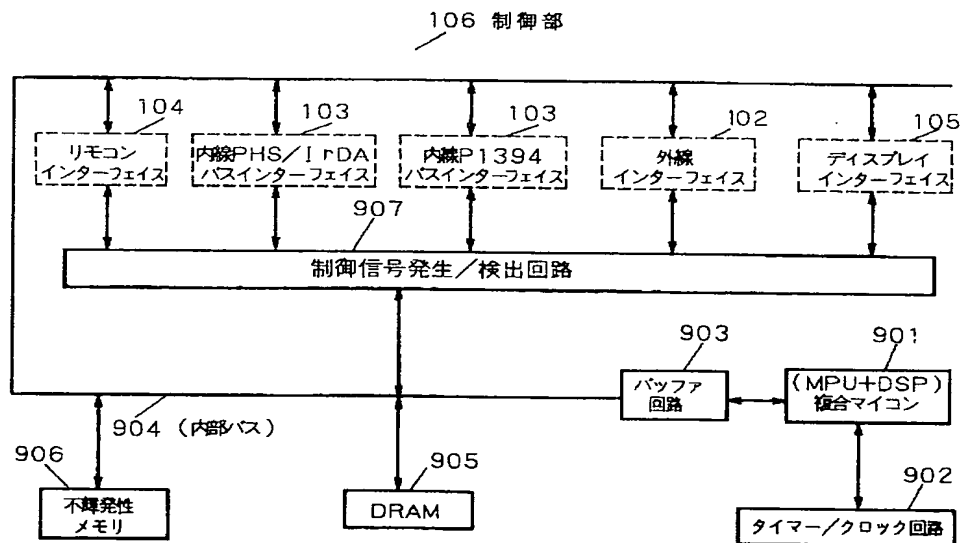 106 制御部
104
103
103
102
105
リモコン
インターフェイス
内線PHS/IrDA
バスインターフェイス
内線P1394
バスインターフェイス
外線
インターフェイス
ディスプレイ
インターフェイス
907
制御信号発生/検出回路
903
901
バッファ
回路
(MPU+DSP)
複合マイコン
904 (内部バス)
906
905
902
不輝発性
メモリ
DRAM
タイマー/クロック回路